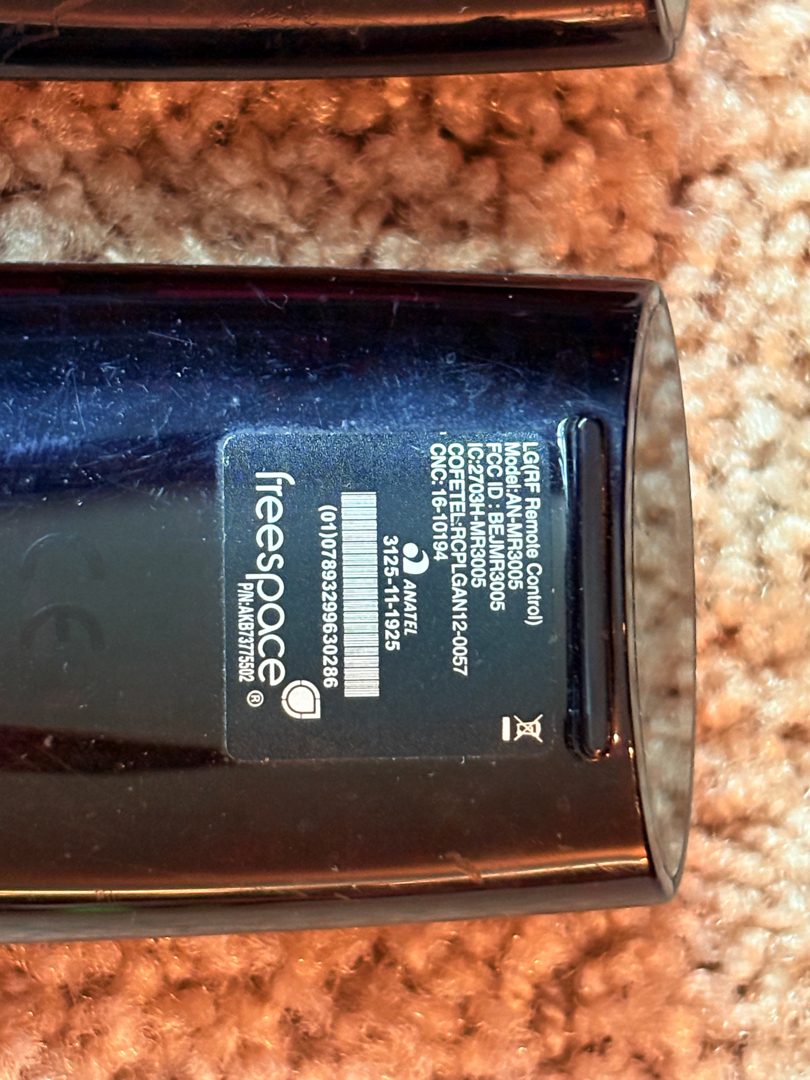 LG(RF Remote Control)
Model:AN-MR3005
FCC ID : BEJMR3005
IC:2703H-MR3005
COFETEL:RCPLGAN12-0057
CNC: 16-10194
ANATEL
3125-11-1925
(01)07893299630286
freespace®
P/N:AKB73775502
CE